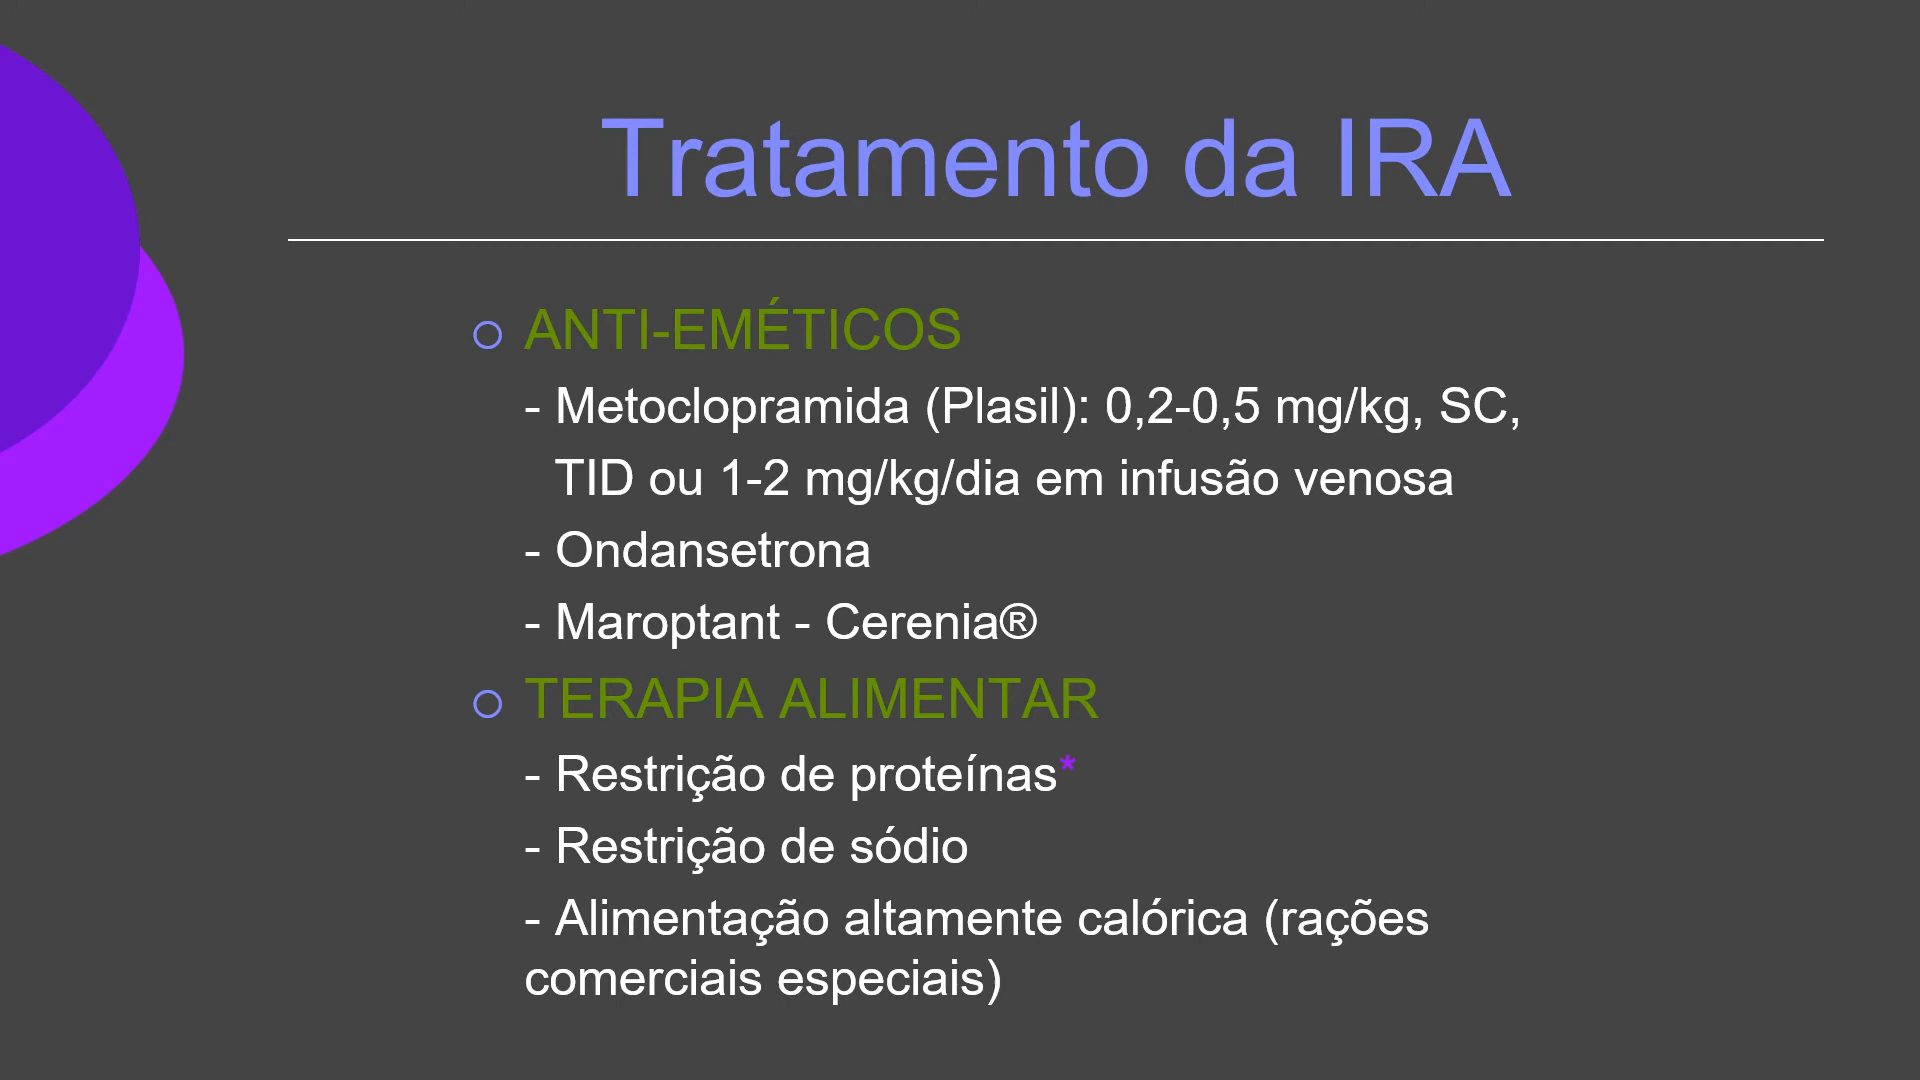 Tratamento da IRA
○ ANTI-EMÉTICOS
- Metoclopramida (Plasil): 0,2-0,5 mg/kg, SC,
TID ou 1-2 mg/kg/dia em infusão venosa
- Ondansetrona
- Maroptant - Cerenia®
○ TERAPIA ALIMENTAR
- Restrição de proteínas*
- Restrição de sódio
- Alimentação altamente calórica (rações
comerciais especiais)